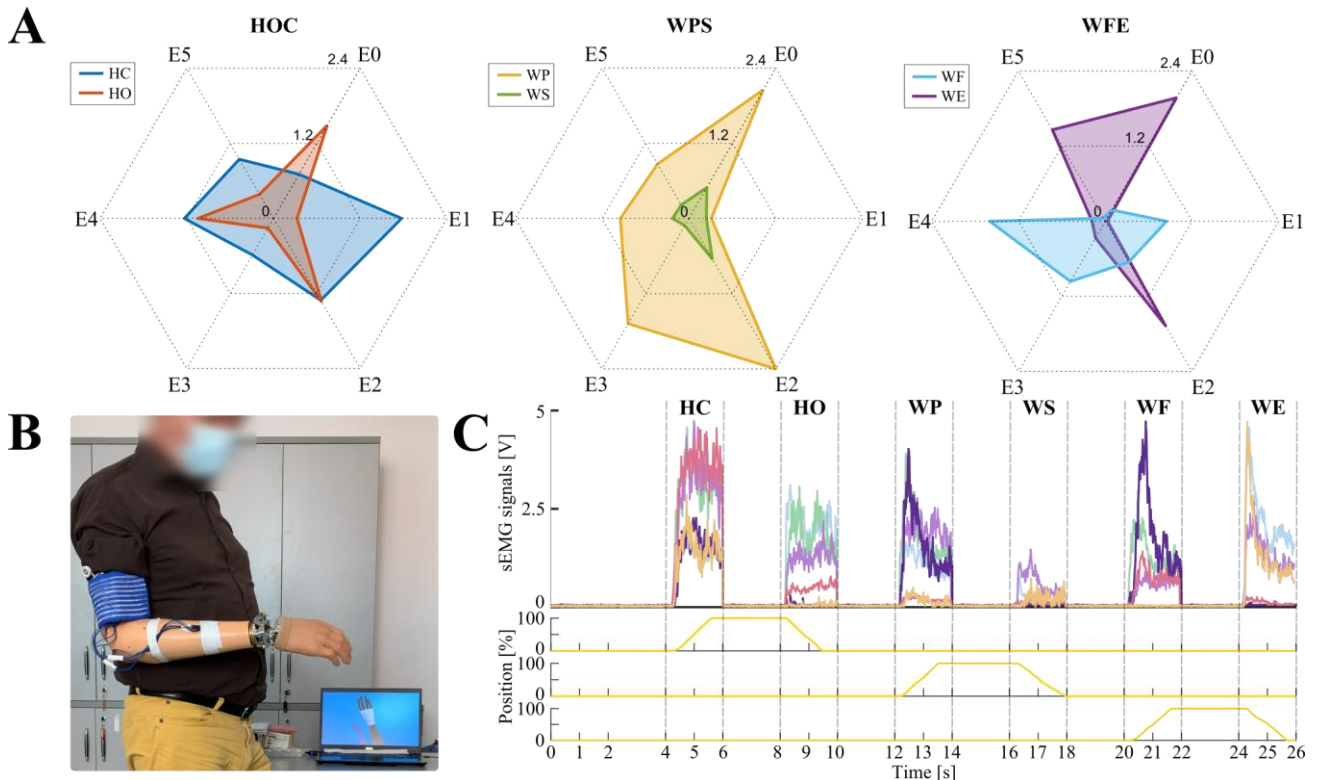 A
HOC
WPS
WFE
HC
HO
E5
2.4
E0
1.2
0
E4
E1
E3
E2
WP
WS
E5
2.4
E0
1.2
0
E4
E1
E3
E2
WF
WE
E5
2.4
E0
1.2
0
E4
E1
E3
E2
B
C
HC
HO
WP
WS
WF
WE
sEMG signals [V]
5
2.5
0
Position [%]
100
0
100
0
100
0
0 1 2 3 4 5 6 7 8 9 10 12 13 14 16 17 18 20 21 22 24 25 26
Time [s]